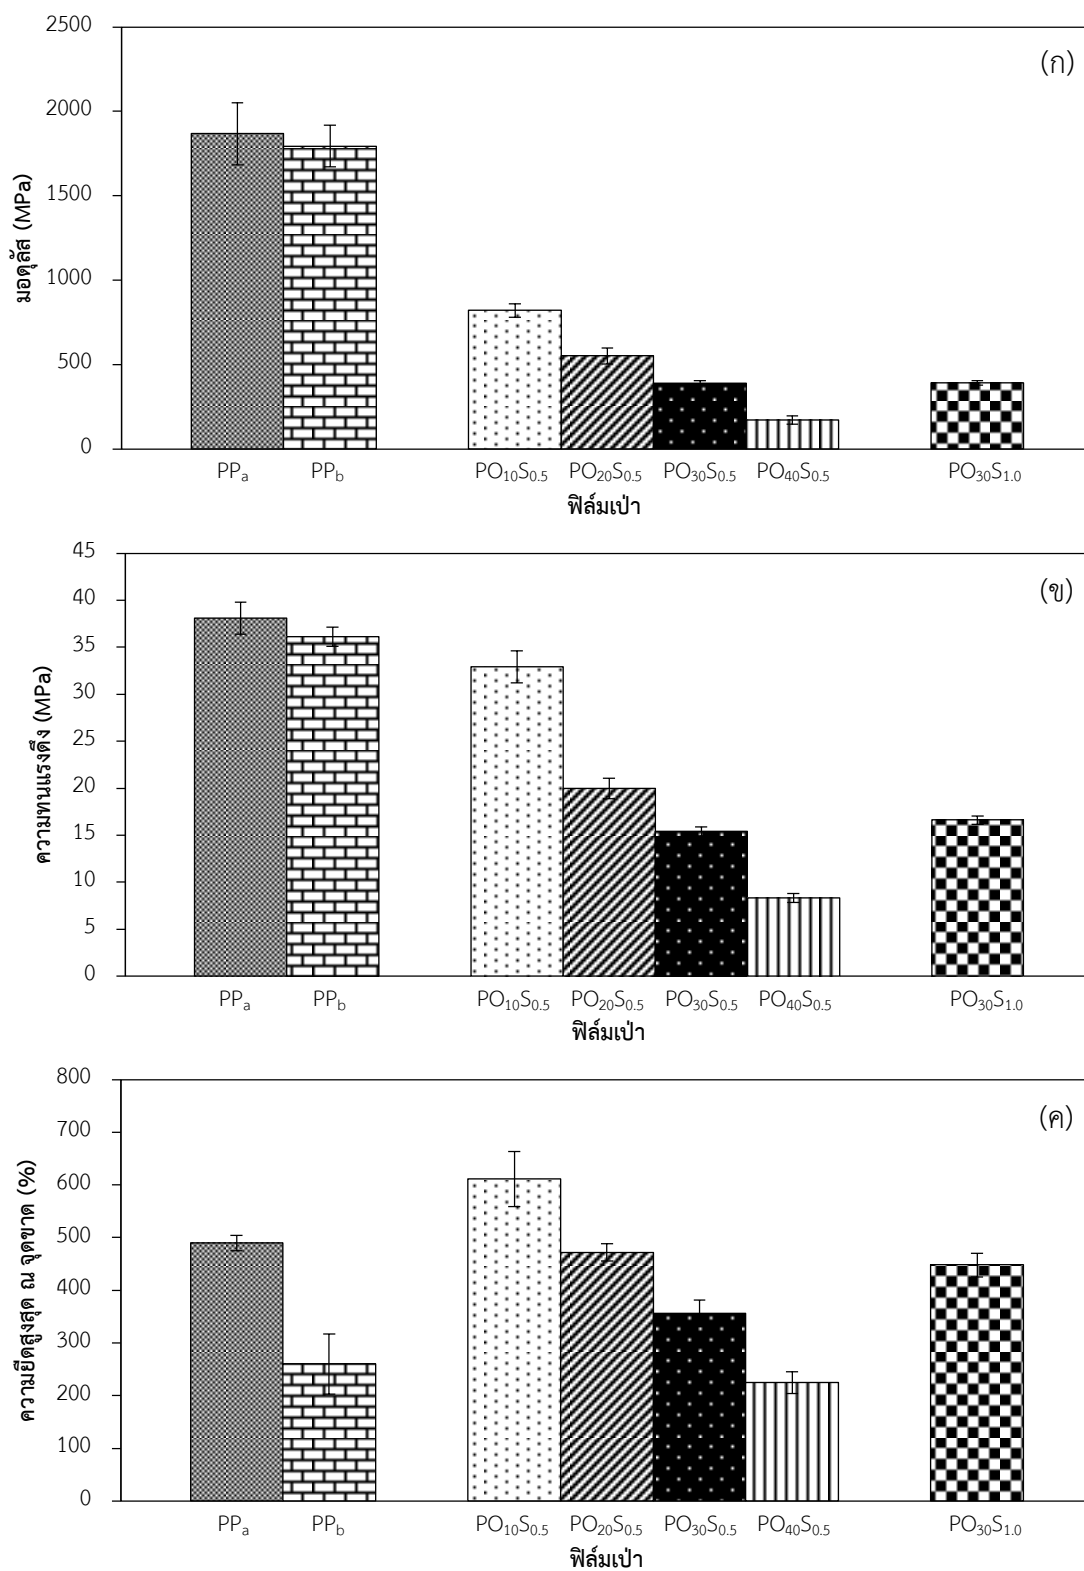 2500
(ก)
2000
1500
1000
500
0
มอดุลัส (MPa)
PPa PPb PO10S0.5 PO20S0.5 PO30S0.5 PO40S0.5 PO30S1.0
ฟิล์มเป่า
45
(ข)
40
35
30
25
20
15
10
5
0
ความทนแรงดึง (MPa)
PPa PPb PO10S0.5 PO20S0.5 PO30S0.5 PO40S0.5 PO30S1.0
ฟิล์มเป่า
800
(ค)
700
600
500
400
300
200
100
0
ความยืดสูงสุด ณ จุดขาด (%)
PPa PPb PO10S0.5 PO20S0.5 PO30S0.5 PO40S0.5 PO30S1.0
ฟิล์มเป่า